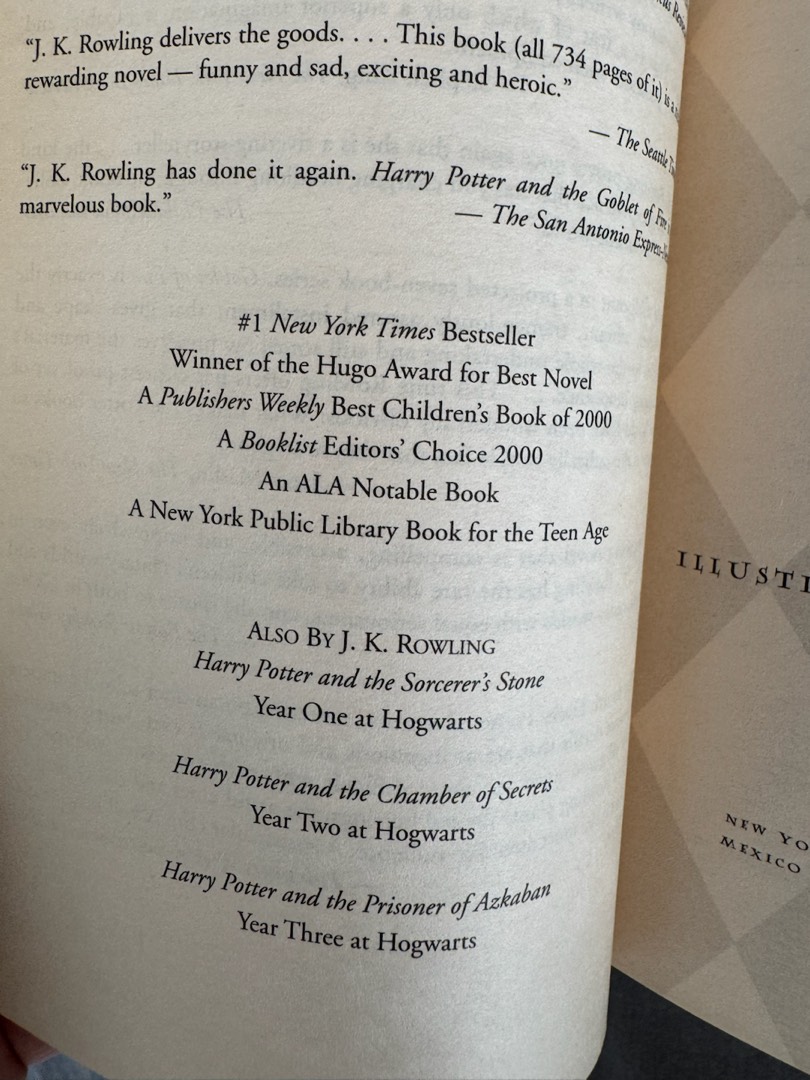 “J. K. Rowling delivers the goods. . . . This book (all 734 pages of it) is a
rewarding novel — funny and sad, exciting and heroic.”
— The Seattle
“J. K. Rowling has done it again. Harry Potter and the Goblet of Fire
marvelous book.”
— The San Antonio Express-
#1 New York Times Bestseller
Winner of the Hugo Award for Best Novel
A Publishers Weekly Best Children’s Book of 2000
A Booklist Editors’ Choice 2000
An ALA Notable Book
A New York Public Library Book for the Teen Age
ALSO BY J. K. ROWLING
Harry Potter and the Sorcerer’s Stone
Year One at Hogwarts
Harry Potter and the Chamber of Secrets
Year Two at Hogwarts
Harry Potter and the Prisoner of Azkaban
Year Three at Hogwarts
ILLUST
NEW YO
MEXICO